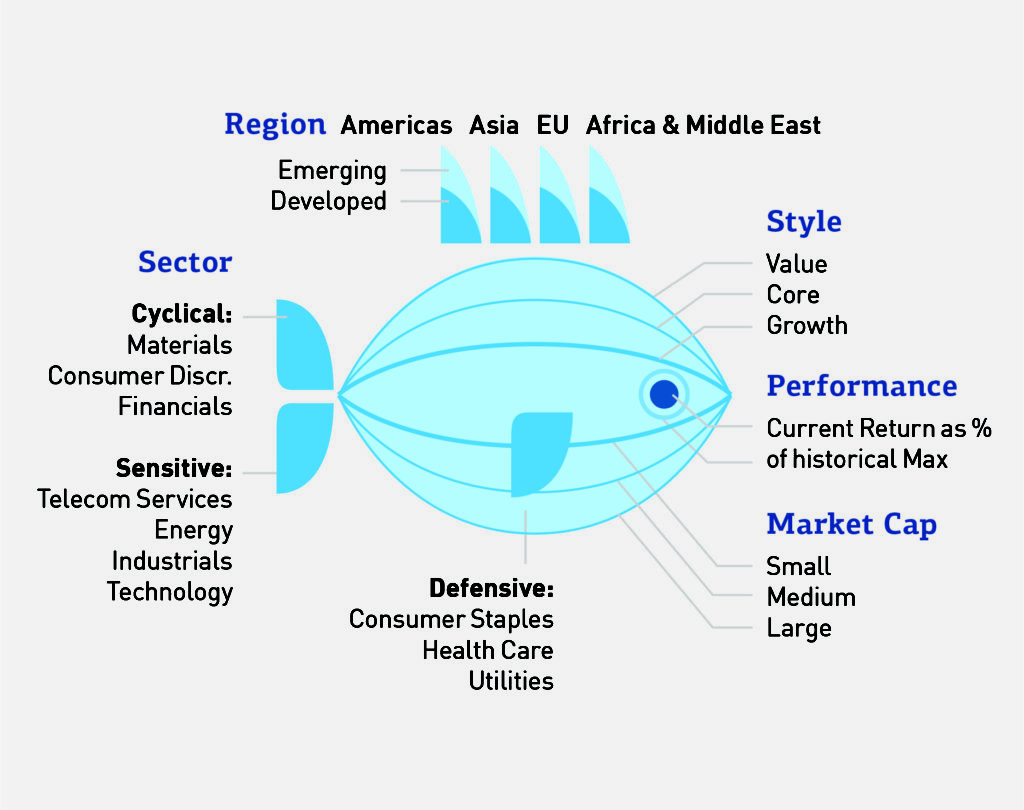 Region Americas Asia EU Africa & Middle East
Emerging
Developed
Sector
Cyclical:
Materials
Consumer Discr.
Financials
Sensitive:
Telecom Services
Energy
Industrials
Technology
Defensive:
Consumer Staples
Health Care
Utilities
Style
Value
Core
Growth
Performance
Current Return as %
of historical Max
Market Cap
Small
Medium
Large